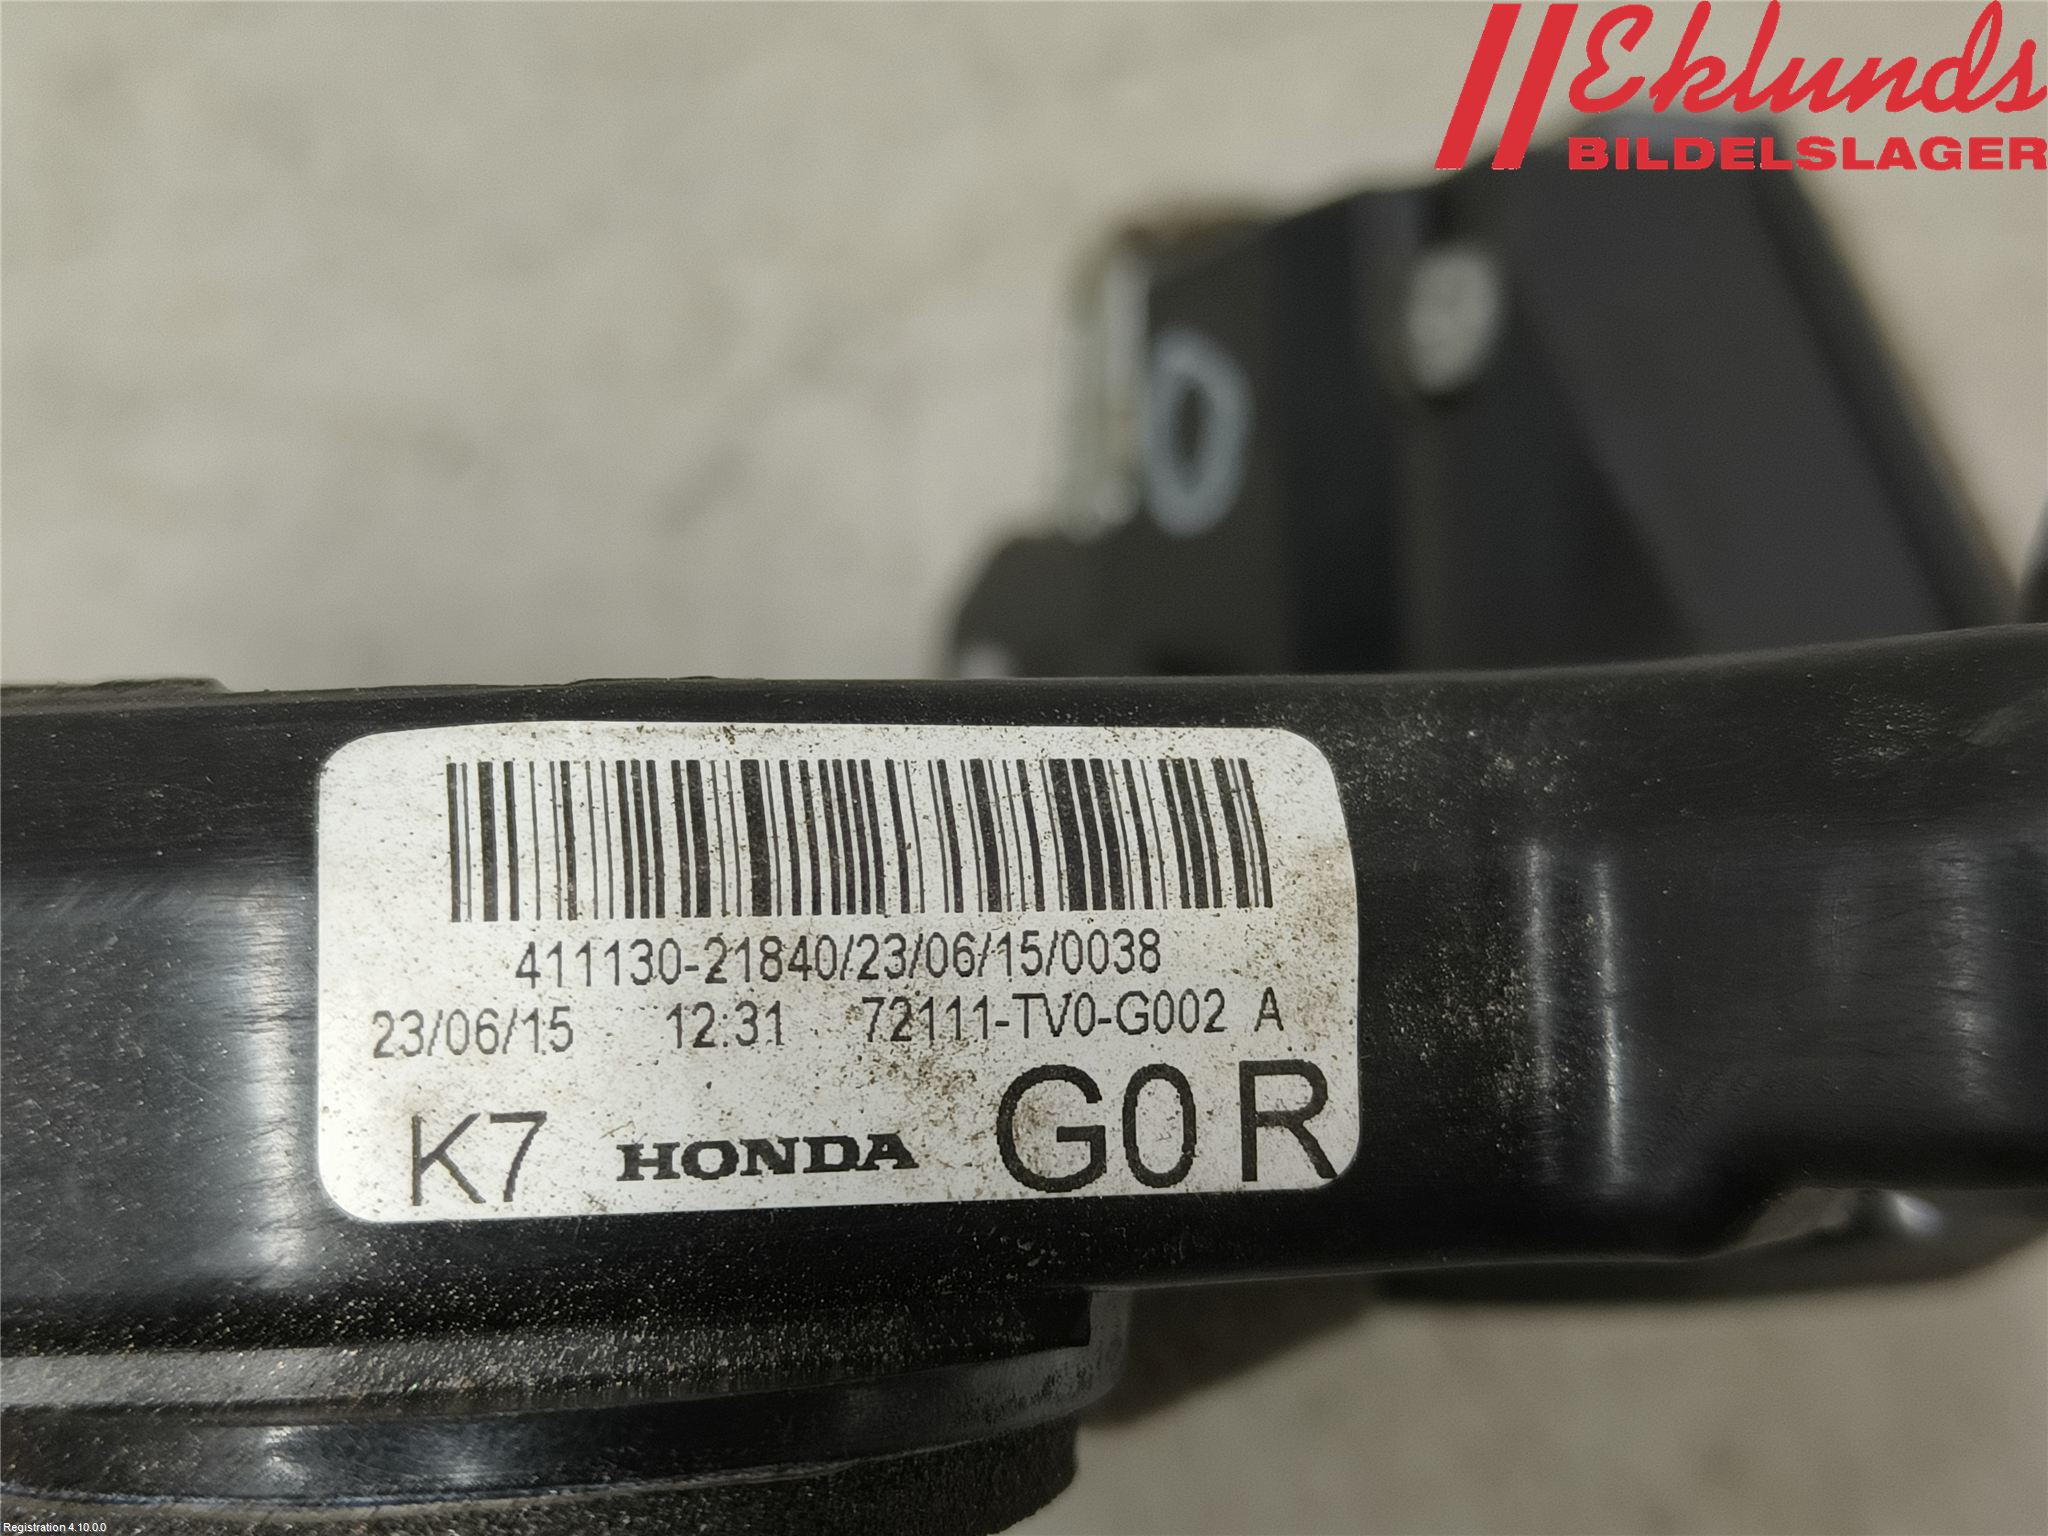 Eklunds
BILDELSLAGER
0
411130-21840/23/06/15/0038
23/06/15 12:31 72111-TV0-G002 A
K7 HONDA G0 R
Registration 4.10.0.0